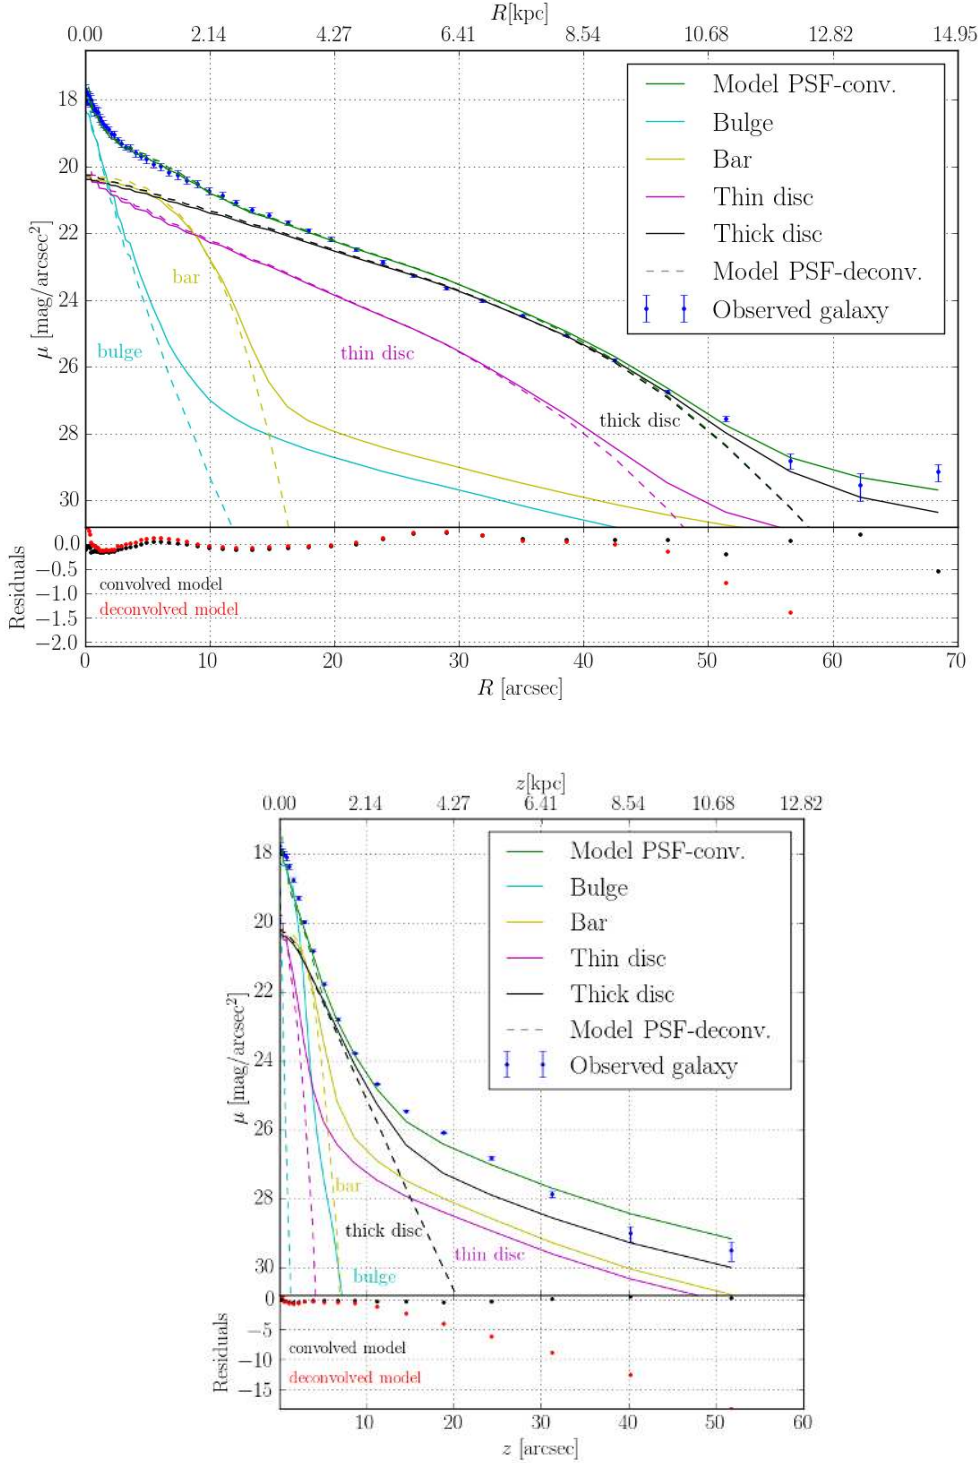 R[kpc]
0.00 2.14 4.27 6.41 8.54 10.68 12.82 14.95
18
20
22
24
26
28
30
μ [mag/arcsec²]
Model PSF-conv.
Bulge
Bar
Thin disc
Thick disc
Model PSF-deconv.
Observed galaxy
bar
bulge
thin disc
thick disc
0.0
−0.5
−1.0
−1.5
−2.0
Residuals
convolved model
deconvolved model
0 10 20 30 40 50 60 70
R [arcsec]
z[kpc]
0.00 2.14 4.27 6.41 8.54 10.68 12.82
18
20
22
24
26
28
30
μ [mag/arcsec²]
Model PSF-conv.
Bulge
Bar
Thin disc
Thick disc
Model PSF-deconv.
Observed galaxy
bar
thick disc
thin disc
bulge
0
−5
−10
−15
Residuals
convolved model
deconvolved model
10 20 30 40 50 60
z [arcsec]